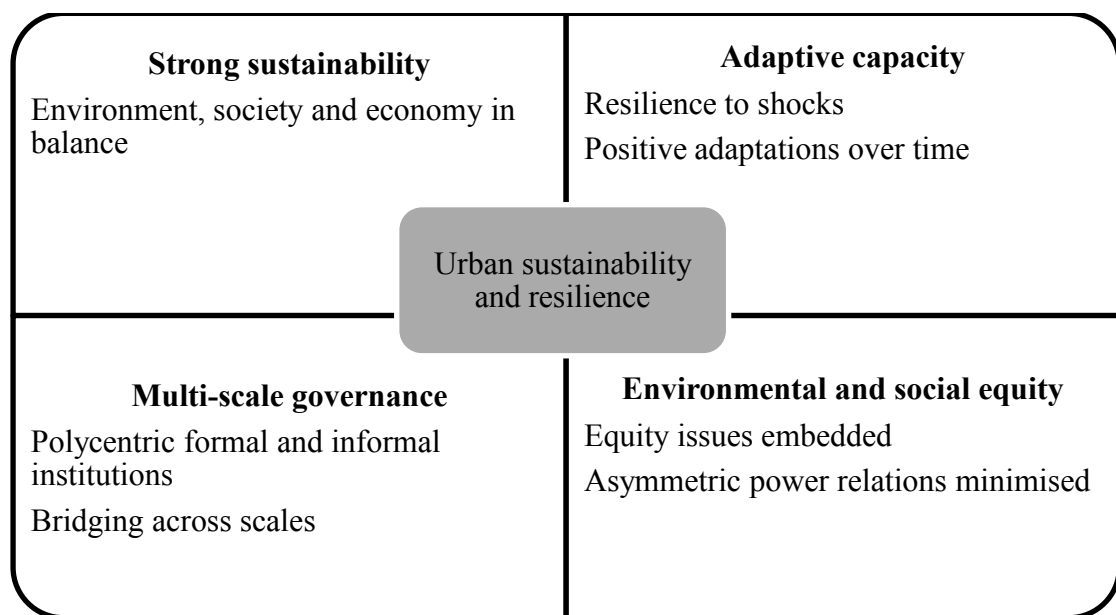 Strong sustainability
Environment, society and economy in
balance
Adaptive capacity
Resilience to shocks
Positive adaptations over time
Urban sustainability
and resilience
Multi-scale governance
Polycentric formal and informal
institutions
Bridging across scales
Environmental and social equity
Equity issues embedded
Asymmetric power relations minimised